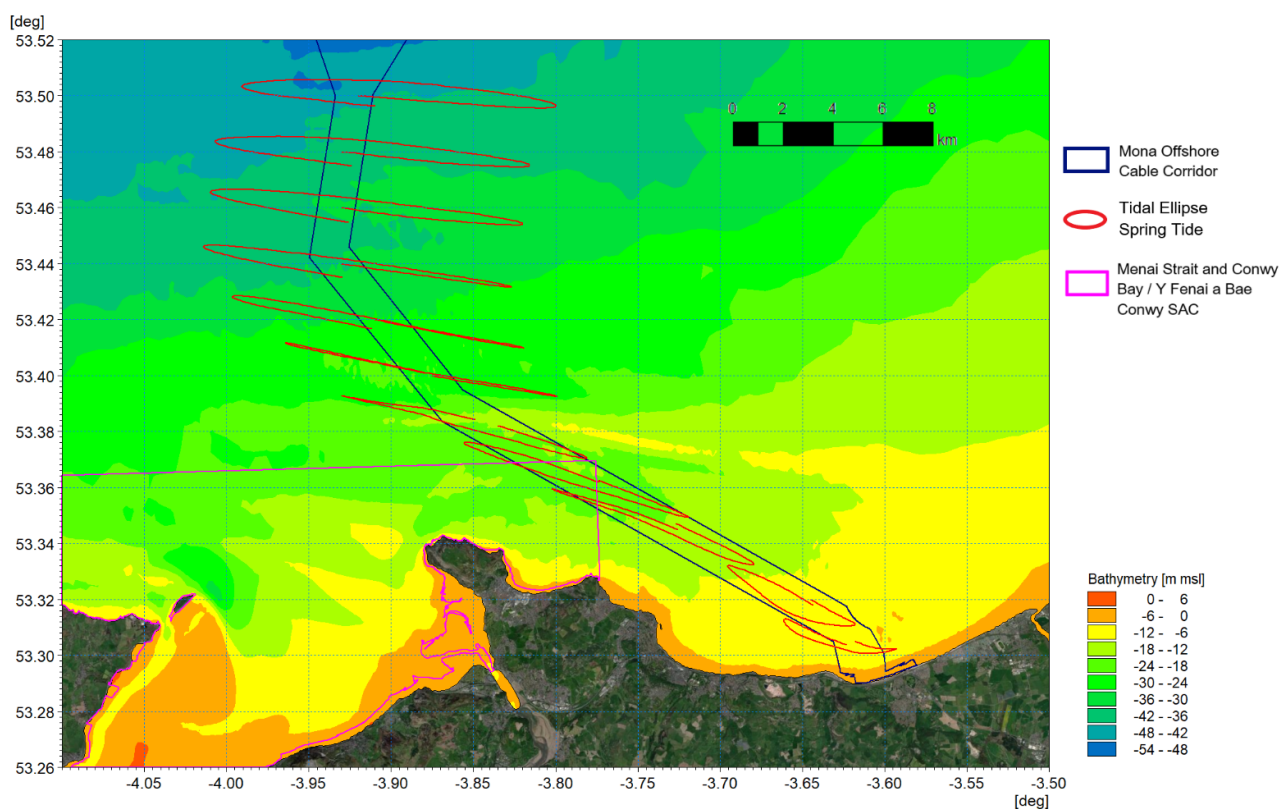 [deg]
53.52
53.50
53.48
53.46
53.44
53.42
53.40
53.38
53.36
53.34
53.32
53.30
53.28
53.26
0 2 4 6 8
km
Mona Offshore
Cable Corridor
Tidal Ellipse
Spring Tide
Menai Strait and Conwy
Bay / Y Fenai a Bae
Conwy SAC
Bathymetry [m msl]
0 - 6
-6 - 0
-12 - -6
-18 - -12
-24 - -18
-30 - -24
-36 - -30
-42 - -36
-48 - -42
-54 - -48
-4.05 -4.00 -3.95 -3.90 -3.85 -3.80 -3.75 -3.70 -3.65 -3.60 -3.55 -3.50
[deg]